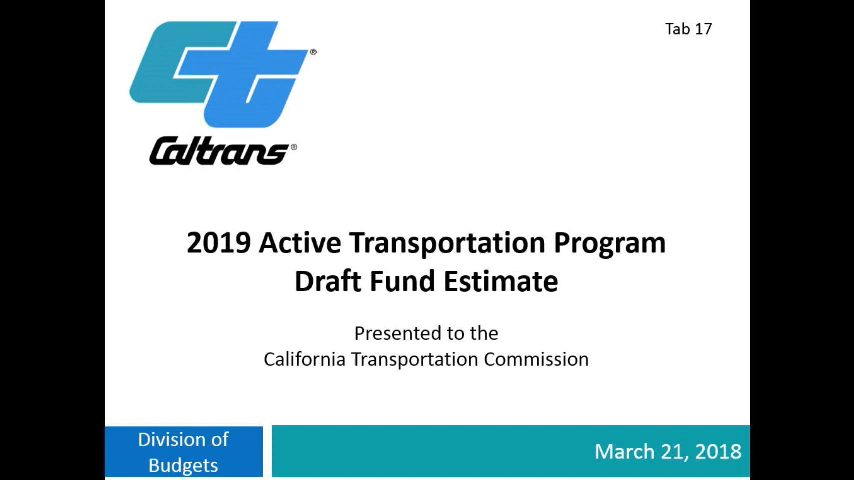 Tab 17
Ct®
Caltrans®
2019 Active Transportation Program
Draft Fund Estimate
Presented to the
California Transportation Commission
Division of
Budgets
March 21, 2018